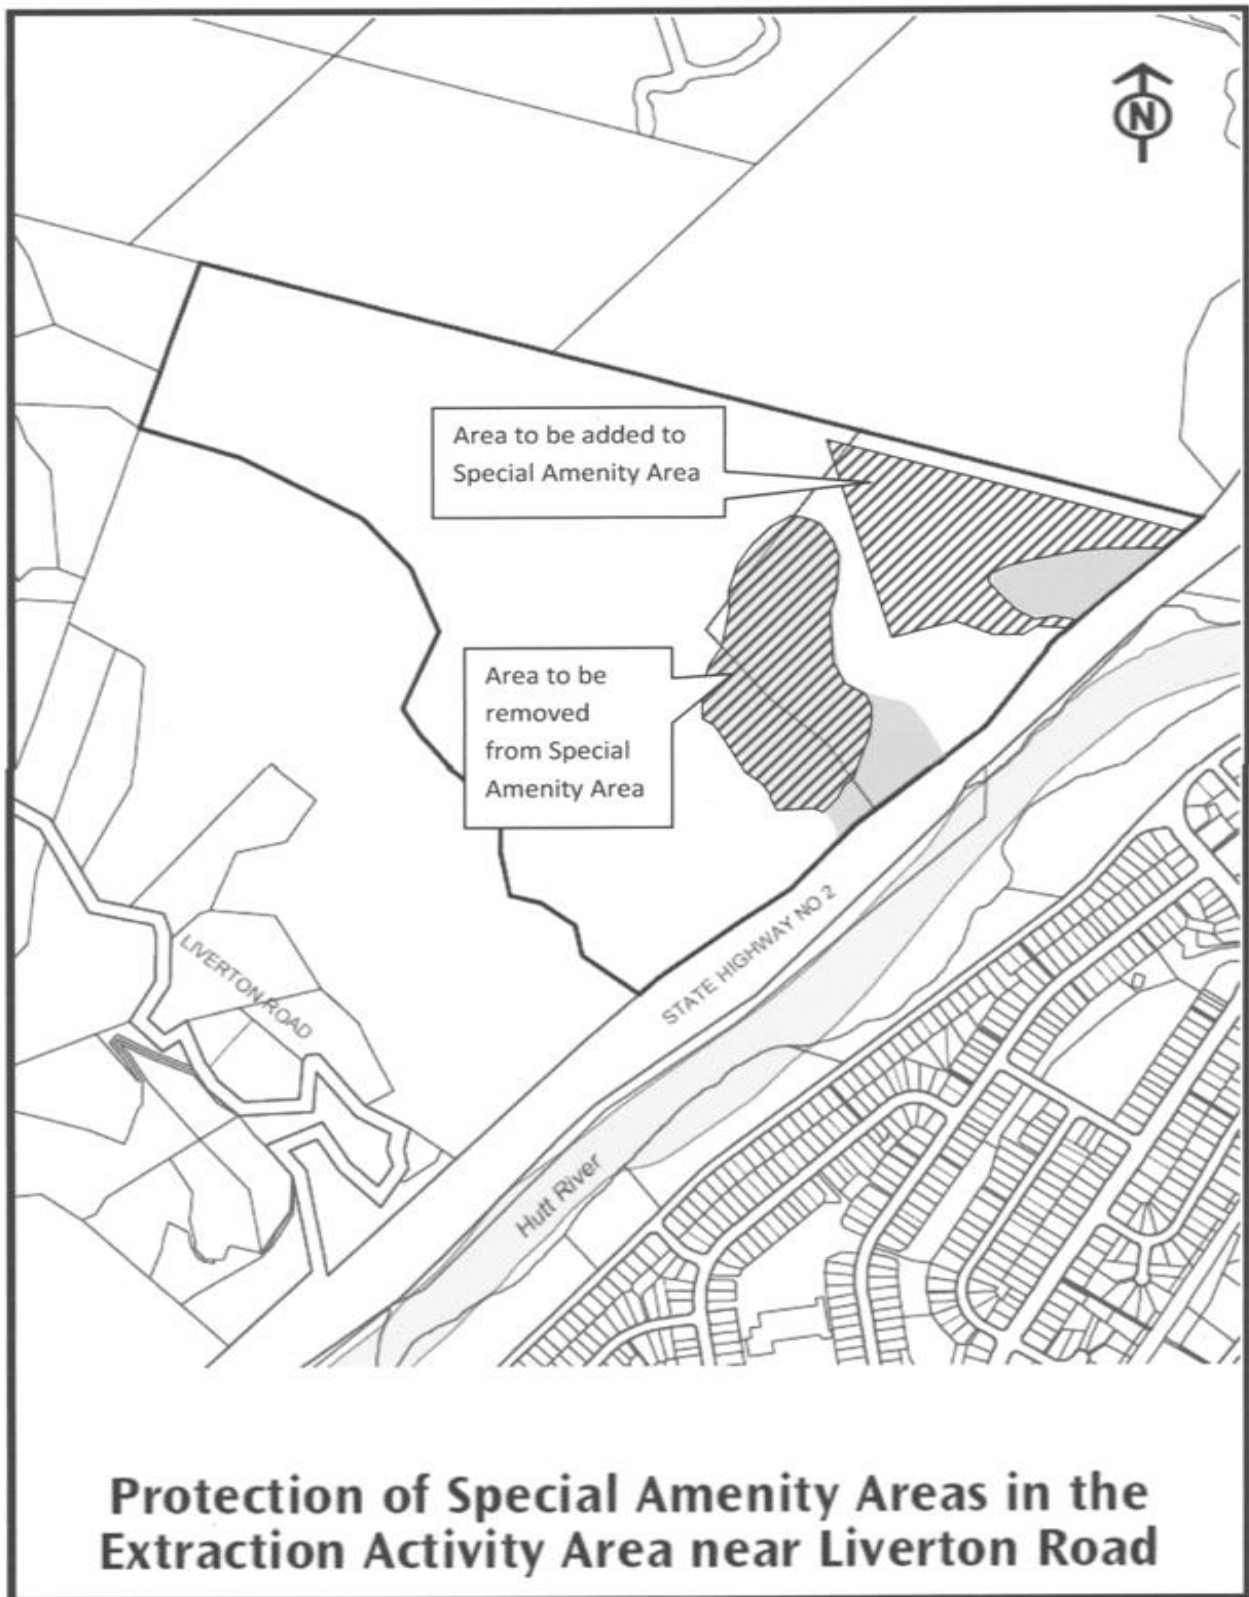 N
Area to be added to
Special Amenity Area
Area to be
removed
from Special
Amenity Area
LIVERTON ROAD
STATE HIGHWAY NO 2
Hutt River
Protection of Special Amenity Areas in the
Extraction Activity Area near Liverton Road